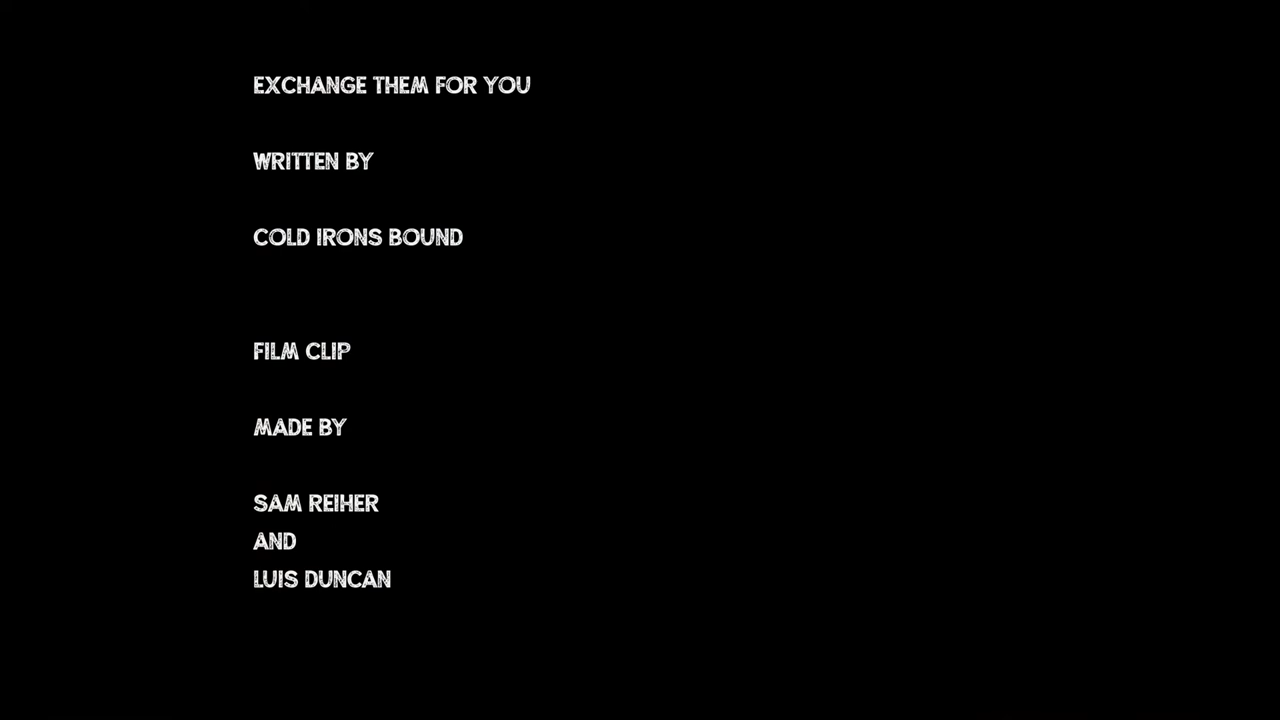 EXCHANGE THEM FOR YOU
WRITTEN BY
COLD IRONS BOUND
FILM CLIP
MADE BY
SAM REIHER
AND
LUIS DUNCAN